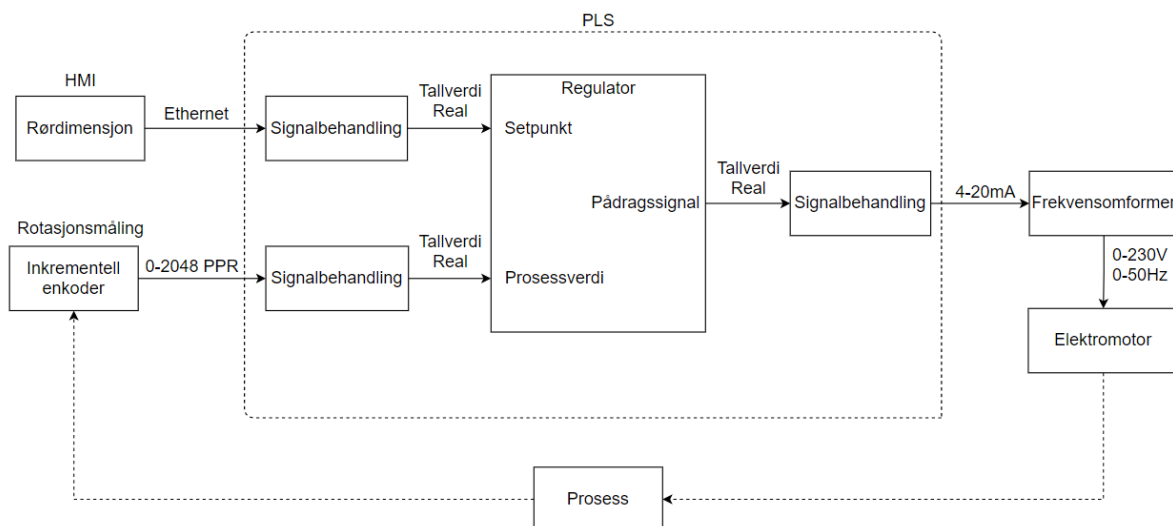 PLS
HMI
Rørdimensjon
Ethernet
Signalbehandling
Tallverdi
Real
Regulator
Setpunkt
Pådragssignal
Tallverdi
Real
Signalbehandling
4-20mA
Frekvensomformer
Rotasjonsmåling
Inkrementell
enkoder
0-2048 PPR
Signalbehandling
Tallverdi
Real
Prosessverdi
0-230V
0-50Hz
Elektromotor
Prosess